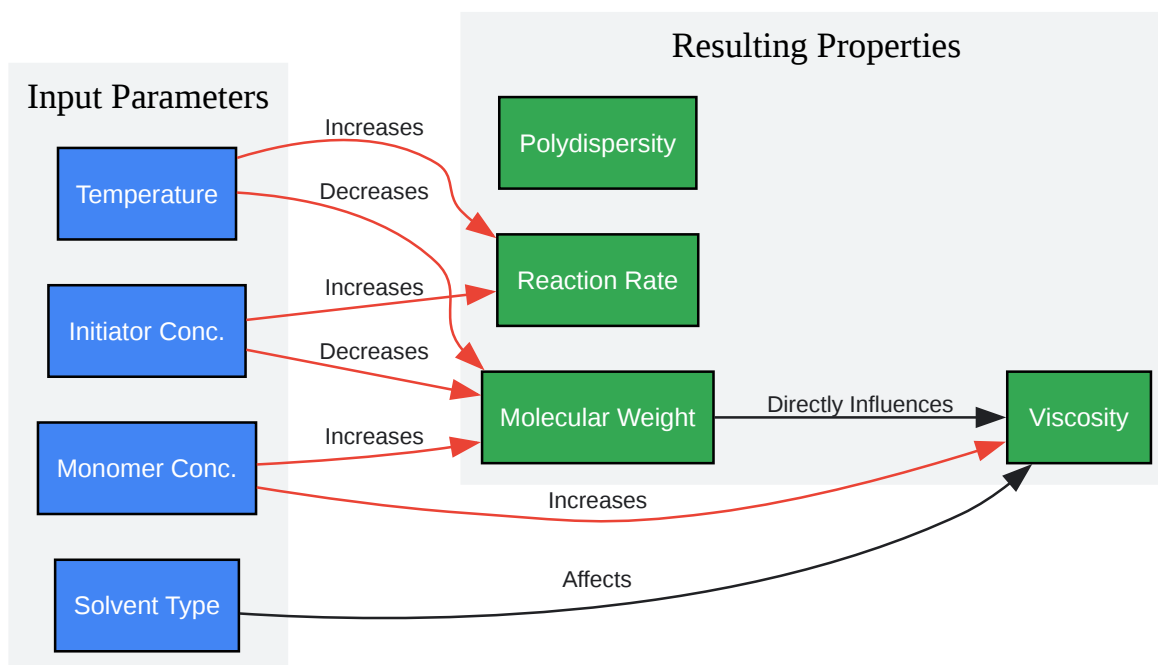 Resulting Properties
Input Parameters
Increases
Polydispersity
Temperature
Decreases
Reaction Rate
Increases
Initiator Conc.
Decreases
Molecular Weight
Directly Influences
Viscosity
Increases
Monomer Conc.
Increases
Affects
Solvent Type